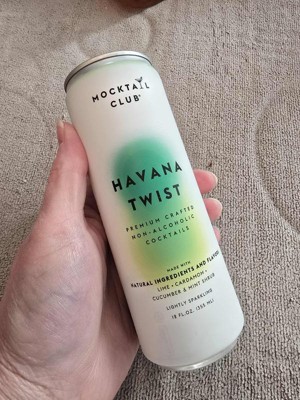 MOCKTAIL
CLUB
HAVANA
TWIST
PREMIUM CRAFTED
NON-ALCOHOLIC
COCKTAILS
MADE WITH
NATURAL INGREDIENTS AND FLAVORS
LIME • CARDAMOM •
CUCUMBER & MINT SHRUB
LIGHTLY SPARKLING
12 FL.OZ. (355 ML)